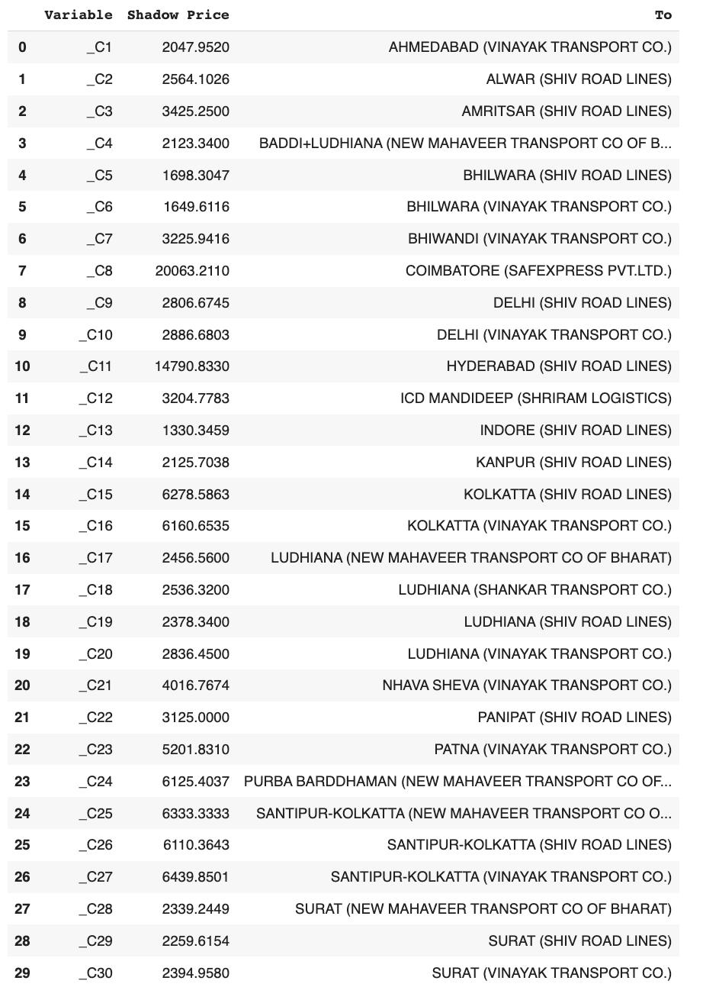 Variable Shadow Price To
0 _C1 2047.9520 AHMEDABAD (VINAYAK TRANSPORT CO.)
1 _C2 2564.1026 ALWAR (SHIV ROAD LINES)
2 _C3 3425.2500 AMRITSAR (SHIV ROAD LINES)
3 _C4 2123.3400 BADDI+LUDHIANA (NEW MAHAVEER TRANSPORT CO OF B...
4 _C5 1698.3047 BHILWARA (SHIV ROAD LINES)
5 _C6 1649.6116 BHILWARA (VINAYAK TRANSPORT CO.)
6 _C7 3225.9416 BHIWANDI (VINAYAK TRANSPORT CO.)
7 _C8 20063.2110 COIMBATORE (SAFEXPRESS PVT.LTD.)
8 _C9 2806.6745 DELHI (SHIV ROAD LINES)
9 _C10 2886.6803 DELHI (VINAYAK TRANSPORT CO.)
10 _C11 14790.8330 HYDERABAD (SHIV ROAD LINES)
11 _C12 3204.7783 ICD MANDIDEEP (SHRIRAM LOGISTICS)
12 _C13 1330.3459 INDORE (SHIV ROAD LINES)
13 _C14 2125.7038 KANPUR (SHIV ROAD LINES)
14 _C15 6278.5863 KOLKATTA (SHIV ROAD LINES)
15 _C16 6160.6535 KOLKATTA (VINAYAK TRANSPORT CO.)
16 _C17 2456.5600 LUDHIANA (NEW MAHAVEER TRANSPORT CO OF BHARAT)
17 _C18 2536.3200 LUDHIANA (SHANKAR TRANSPORT CO.)
18 _C19 2378.3400 LUDHIANA (SHIV ROAD LINES)
19 _C20 2836.4500 LUDHIANA (VINAYAK TRANSPORT CO.)
20 _C21 4016.7674 NHAVA SHEVA (VINAYAK TRANSPORT CO.)
21 _C22 3125.0000 PANIPAT (SHIV ROAD LINES)
22 _C23 5201.8310 PATNA (VINAYAK TRANSPORT CO.)
23 _C24 6125.4037 PURBA BARDDHAMAN (NEW MAHAVEER TRANSPORT CO OF...
24 _C25 6333.3333 SANTIPUR-KOLKATTA (NEW MAHAVEER TRANSPORT CO O...
25 _C26 6110.3643 SANTIPUR-KOLKATTA (SHIV ROAD LINES)
26 _C27 6439.8501 SANTIPUR-KOLKATTA (VINAYAK TRANSPORT CO.)
27 _C28 2339.2449 SURAT (NEW MAHAVEER TRANSPORT CO OF BHARAT)
28 _C29 2259.6154 SURAT (SHIV ROAD LINES)
29 _C30 2394.9580 SURAT (VINAYAK TRANSPORT CO.)